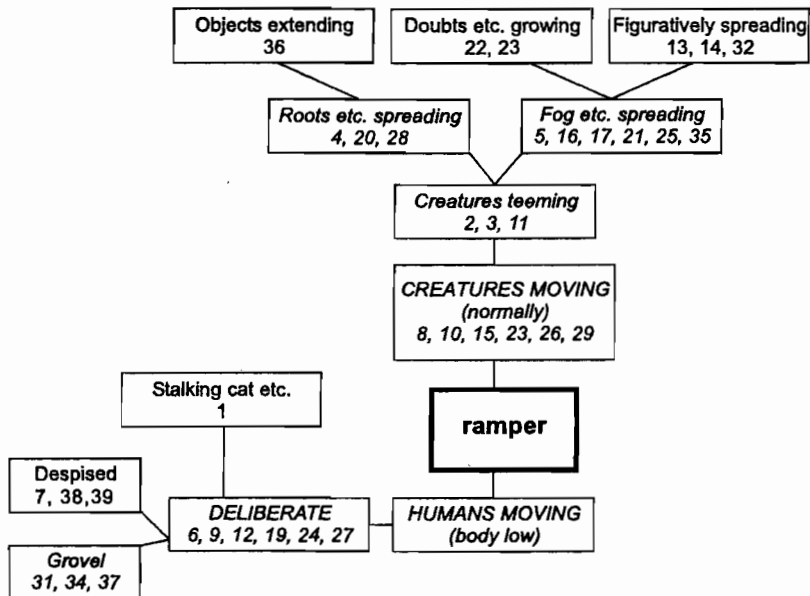 Objects extending
36
Doubts etc. growing
22, 23
Figuratively spreading
13, 14, 32
Roots etc. spreading
4, 20, 28
Fog etc. spreading
5, 16, 17, 21, 25, 35
Creatures teeming
2, 3, 11
CREATURES MOVING
(normally)
8, 10, 15, 23, 26, 29
Stalking cat etc.
1
ramper
Despised
7, 38,39
DELIBERATE
6, 9, 12, 19, 24, 27
HUMANS MOVING
(body low)
Grovel
31, 34, 37